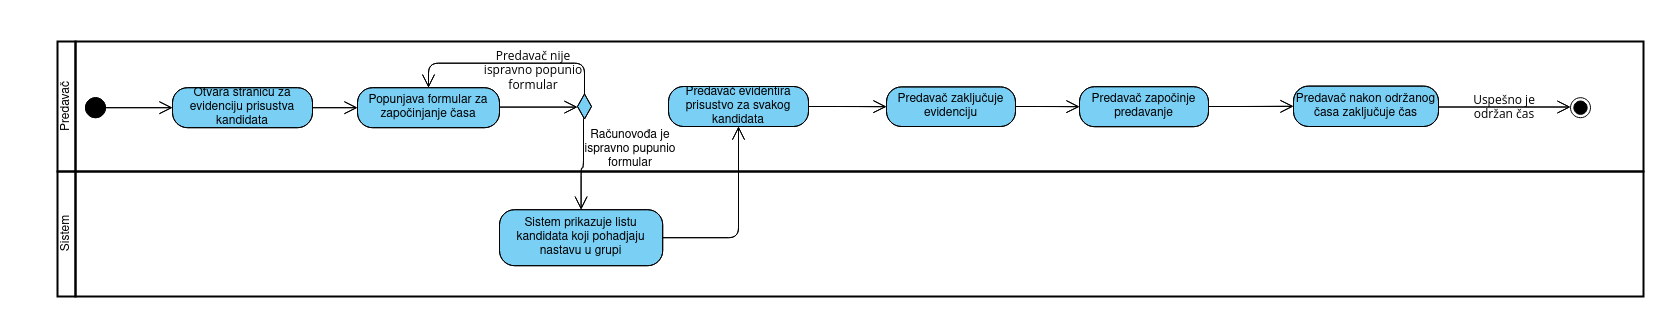 Predavač
Otvara stranicu za
evidenciju prisustva
kandidata
Popunjava formular za
započinjanje časa
Predavač nije
ispravno popunio
formular
Računovođa je
ispravno pupunio
formular
Predavač evidentira
prisustvo za svakog
kandidata
Predavač zaključuje
evidenciju
Predavač započinje
predavanje
Predavač nakon održanog
časa zaključuje čas
Uspešno je
održan čas
Sistem
Sistem prikazuje listu
kandidata koji pohadjaju
nastavu u grupi